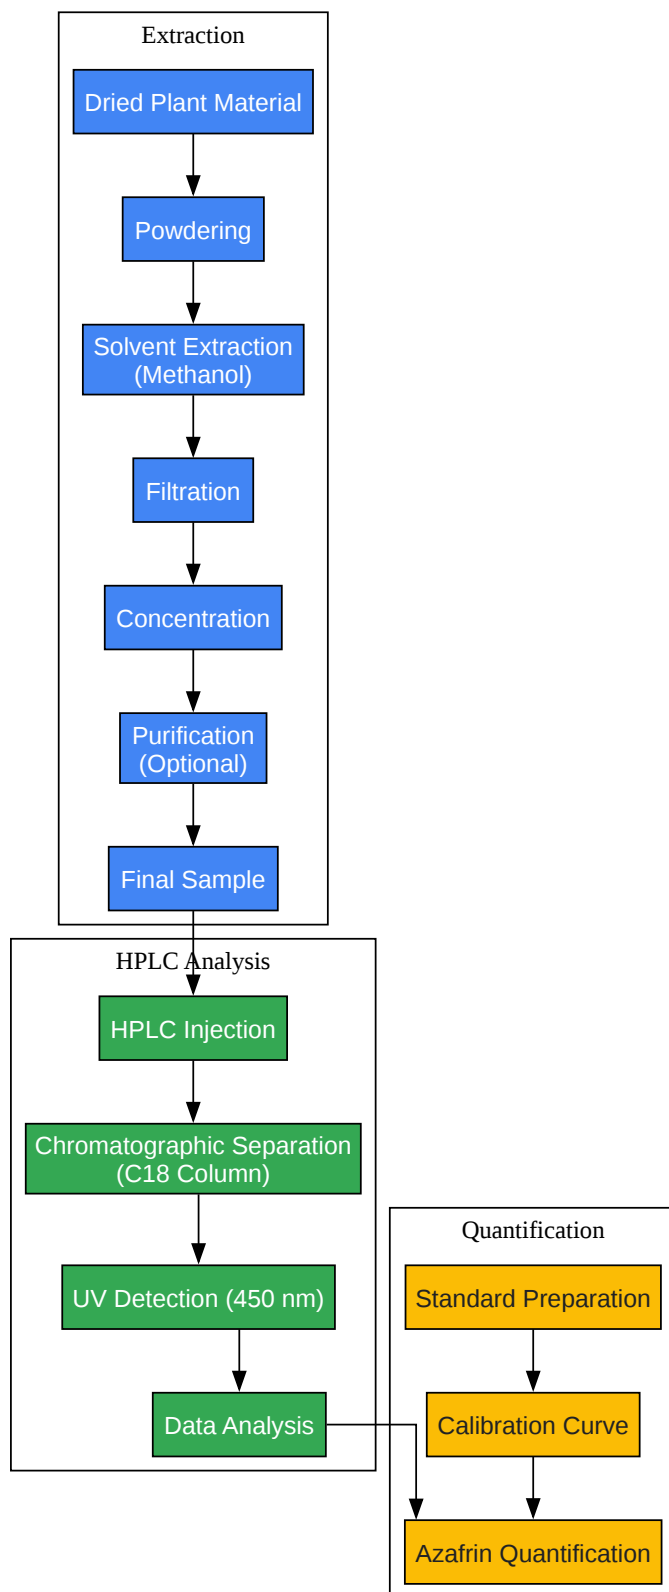 Extraction
Dried Plant Material
Powdering
Solvent Extraction
(Methanol)
Filtration
Concentration
Purification
(Optional)
Final Sample
HPLC Analysis
HPLC Injection
Chromatographic Separation
(C18 Column)
UV Detection (450 nm)
Data Analysis
Quantification
Standard Preparation
Calibration Curve
Azafrin Quantification